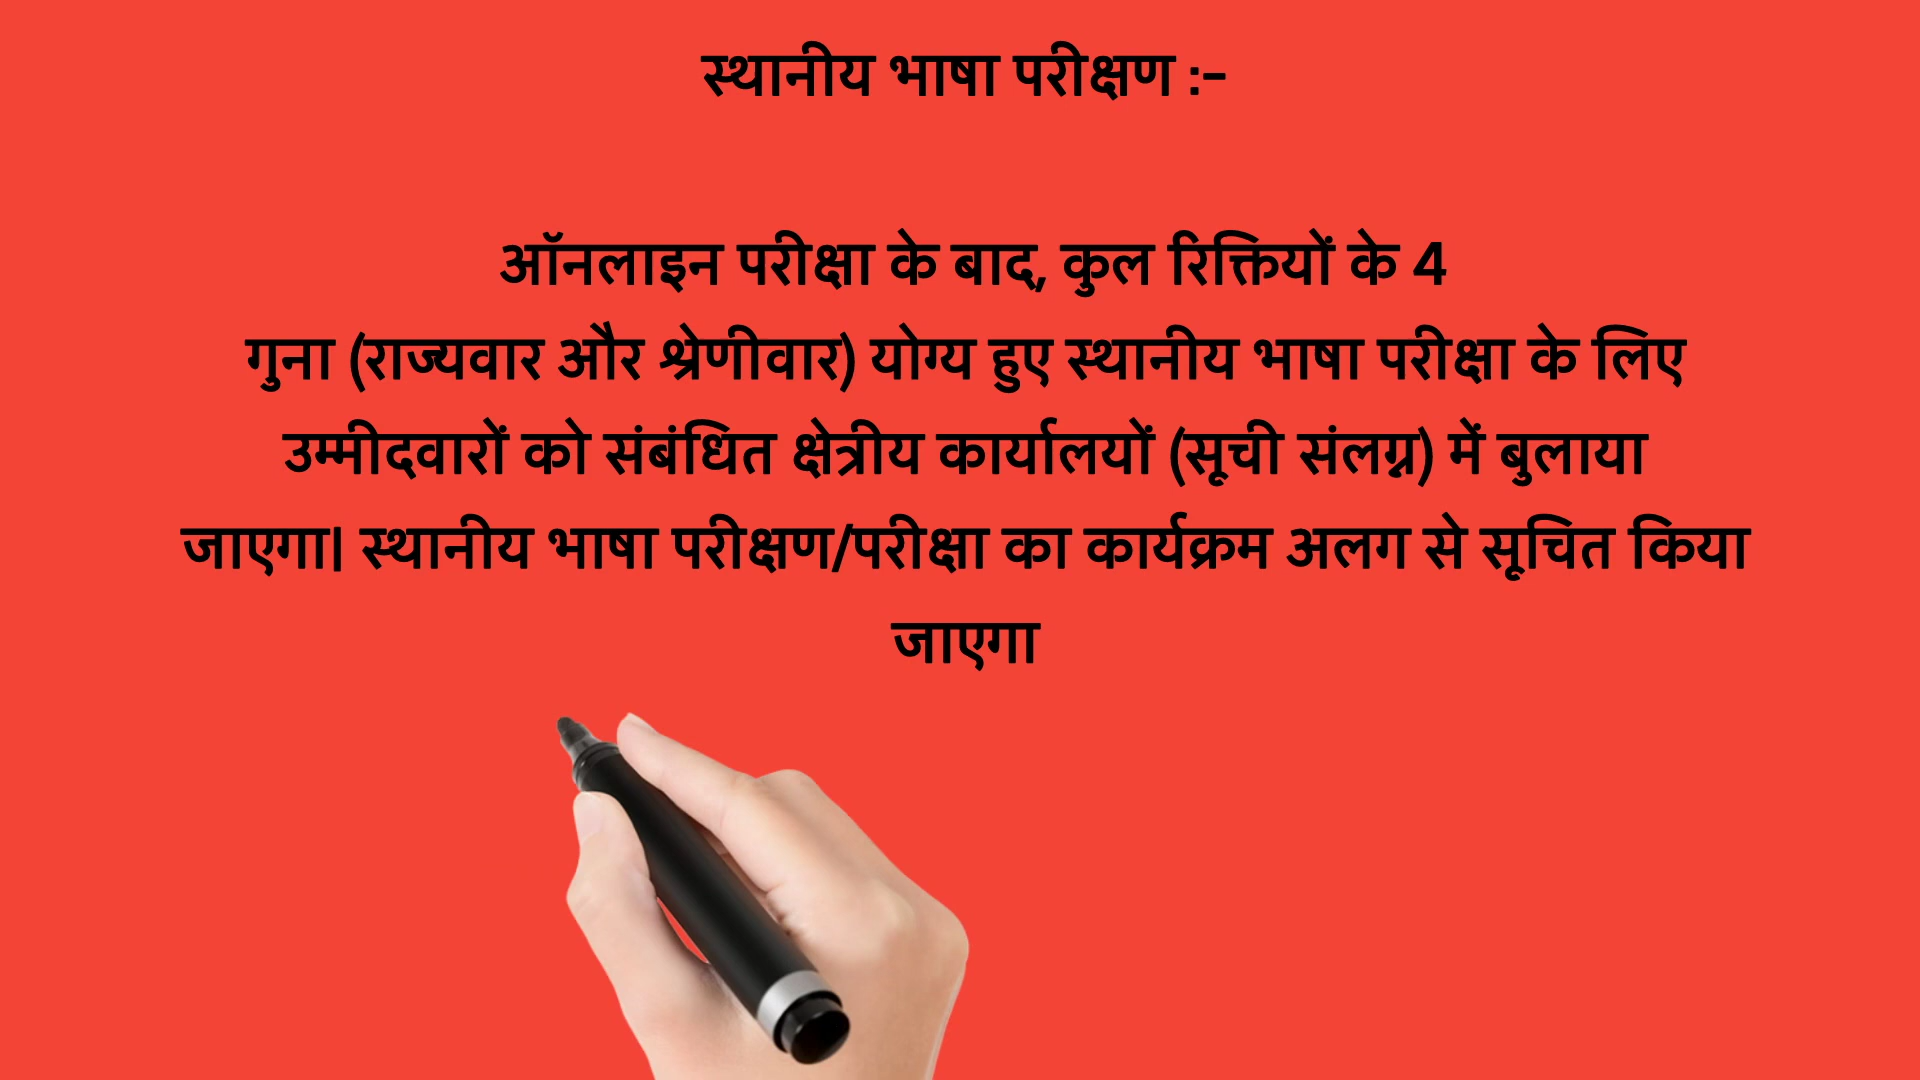 स्थानीय भाषा परीक्षण :-
ऑनलाइन परीक्षा के बाद, कुल रिक्तियों के 4
गुना (राज्यवार और श्रेणीवार) योग्य हुए स्थानीय भाषा परीक्षा के लिए
उम्मीदवारों को संबंधित क्षेत्रीय कार्यालयों (सूची संलग्न) में बुलाया
जाएगा| स्थानीय भाषा परीक्षण/परीक्षा का कार्यक्रम अलग से सूचित किया
जाएगा